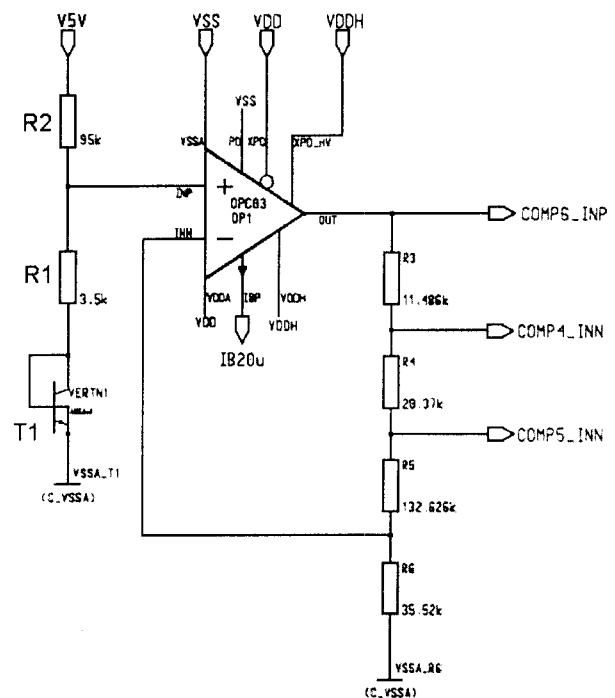 V5V
VSS
VDD
VDDH
R2
95k
VSS
VSSA
PD
XPD
XPD_HV
INP
+
OPC03
OP1
OUT
COMP6_INP
INN
−
R1
3.5k
R3
11.486k
VDDA
IBP
VDDH
VDD
VDDH
IB20u
COMP4_INN
R4
28.37k
VERTN1
T1
COMP5_INN
VSSA_T1
(C_VSSA)
R5
132.626k
R6
35.52k
VSSA_R6
(C_VSSA)